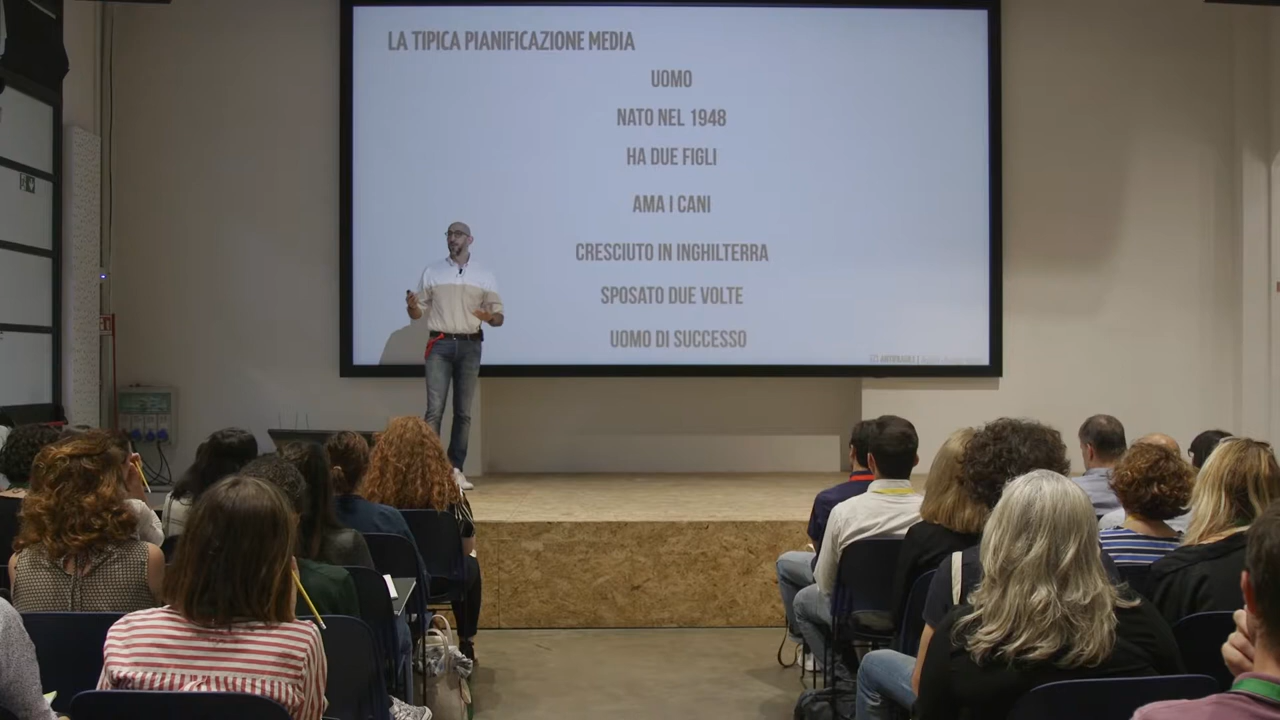 LA TIPICA PIANIFICAZIONE MEDIA
UOMO
NATO NEL 1948
HA DUE FIGLI
AMA I CANI
CRESCIUTO IN INGHILTERRA
SPOSATO DUE VOLTE
UOMO DI SUCCESSO